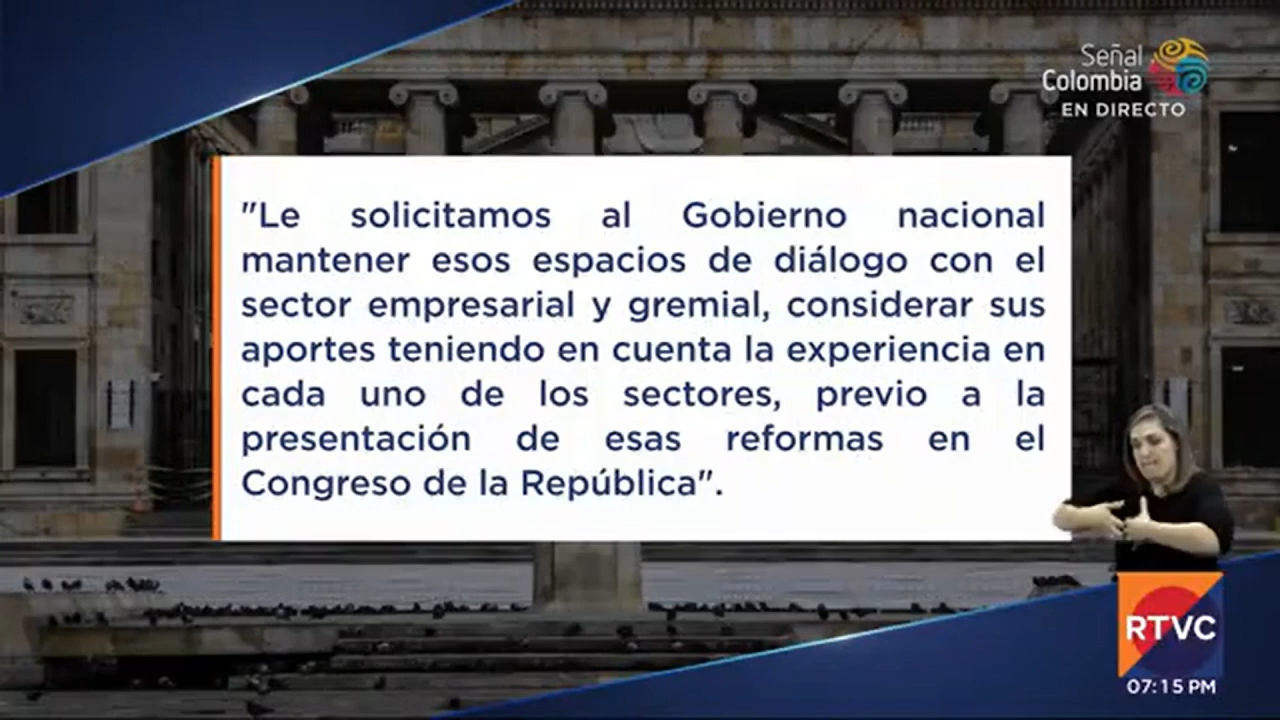 Señal
Colombia
EN DIRECTO
"Le solicitamos al Gobierno nacional
mantener esos espacios de diálogo con el
sector empresarial y gremial, considerar sus
aportes teniendo en cuenta la experiencia en
cada uno de los sectores, previo a la
presentación de esas reformas en el
Congreso de la República".
RTVC
07:15 PM